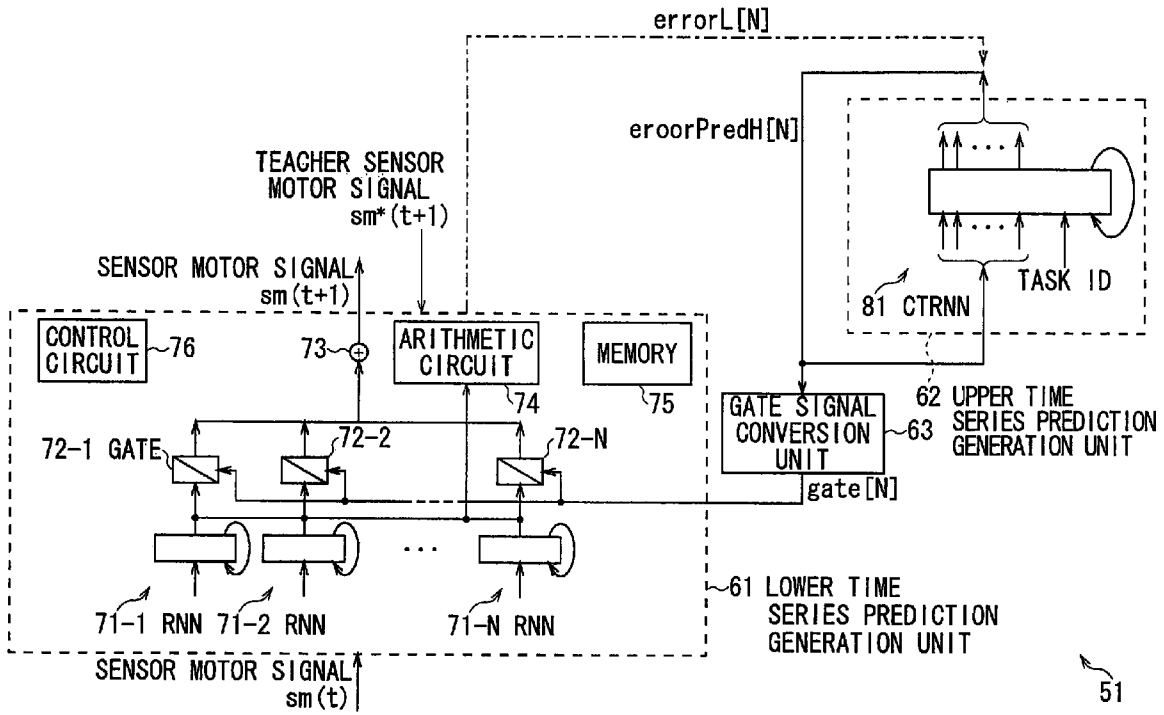 errorL[N]
eroorPredH[N]
TEACHER SENSOR
MOTOR SIGNAL
sm*(t+1)
SENSOR MOTOR SIGNAL
sm(t+1)
81 CTRNN
TASK ID
CONTROL
CIRCUIT
76
73
ARITHMETIC
CIRCUIT
74
MEMORY
75
62 UPPER TIME
SERIES PREDICTION
GENERATION UNIT
GATE SIGNAL
CONVERSION
UNIT
63
gate[N]
72-1 GATE
72-2
72-N
71-1 RNN
71-2 RNN
71-N RNN
61 LOWER TIME
SERIES PREDICTION
GENERATION UNIT
SENSOR MOTOR SIGNAL
sm(t)
51